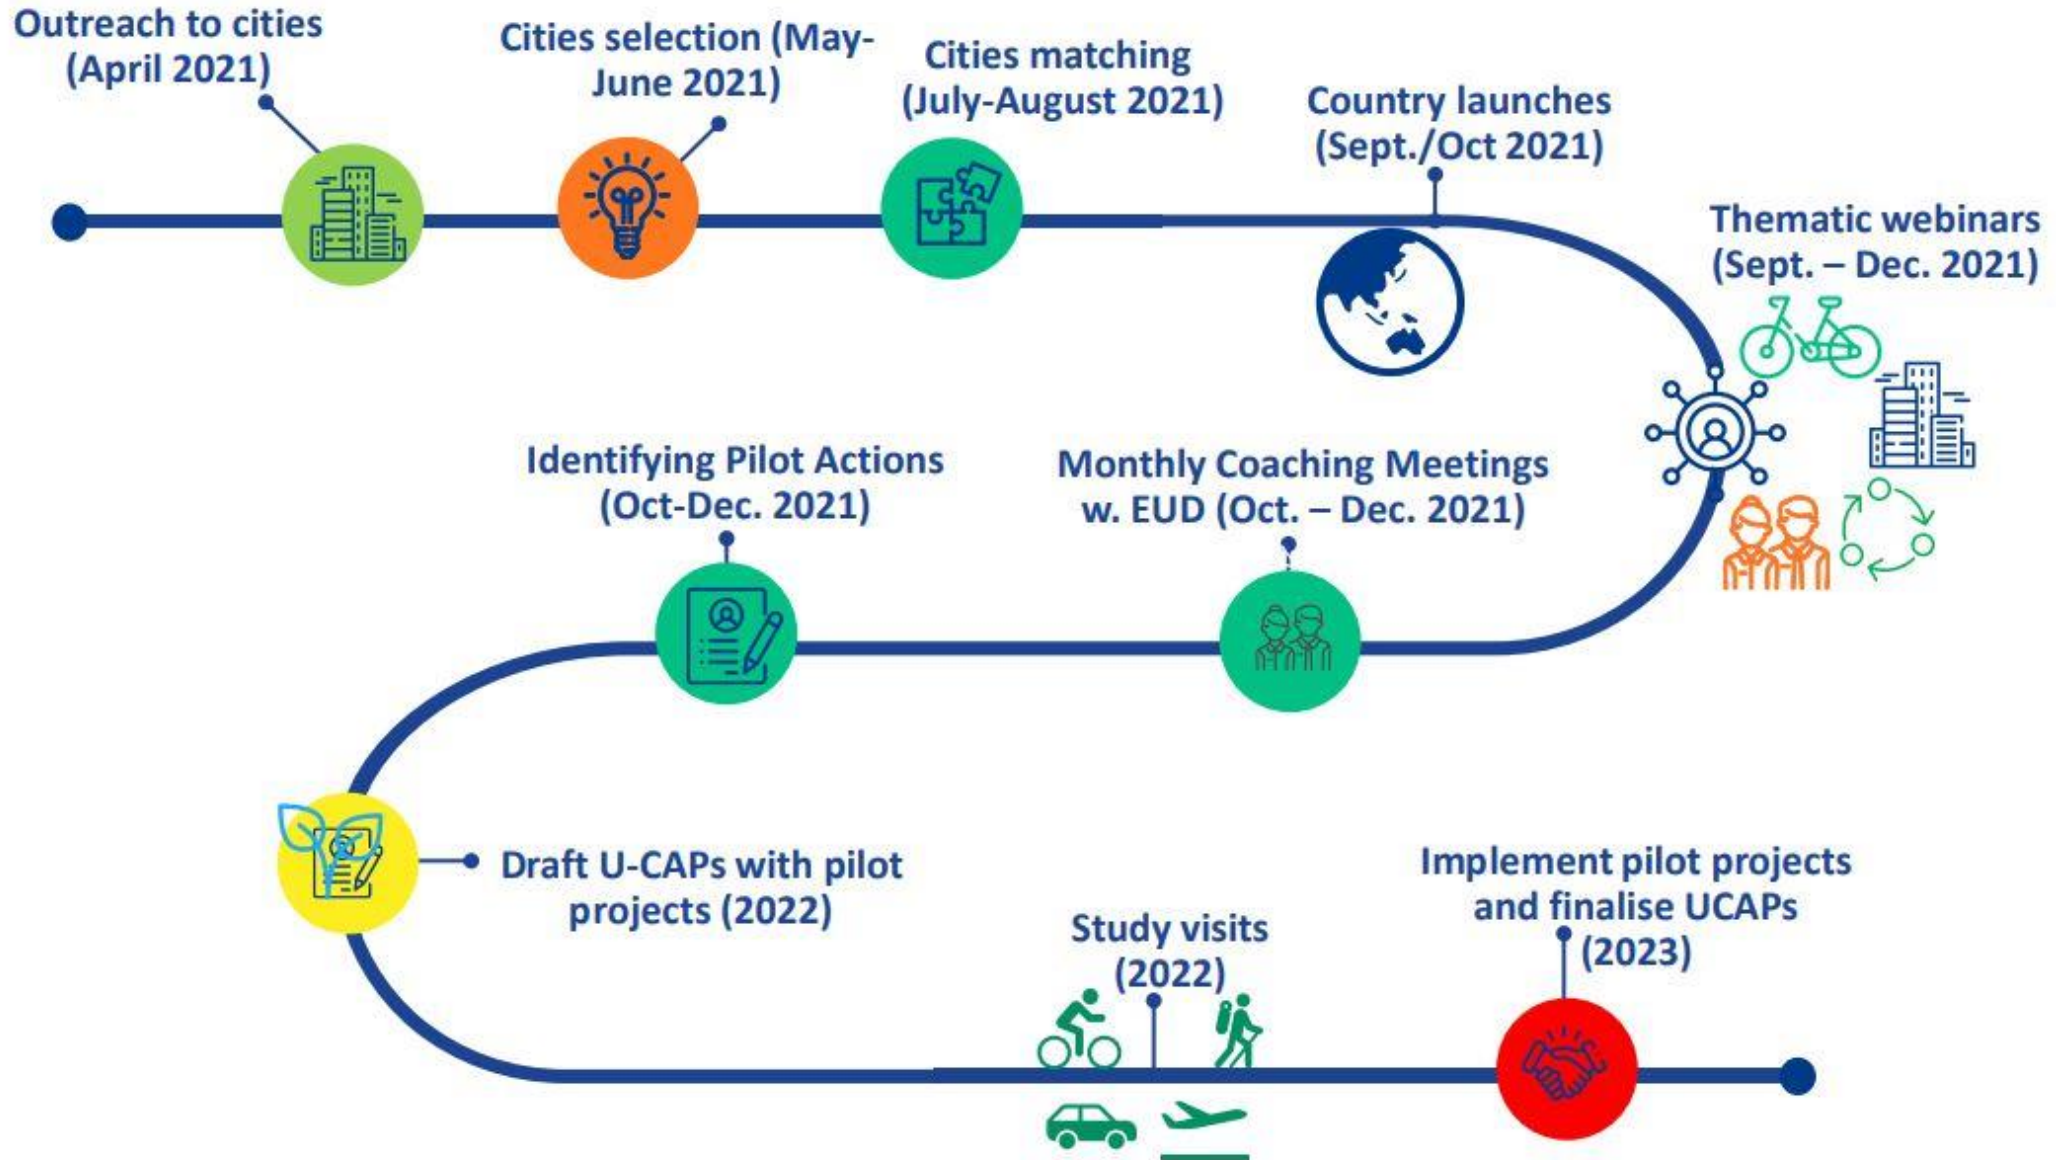 Outreach to cities
(April 2021)
Cities selection (May-
June 2021)
Cities matching
(July-August 2021)
Country launches
(Sept./Oct 2021)
Thematic webinars
(Sept. – Dec. 2021)
Monthly Coaching Meetings
w. EUD (Oct. – Dec. 2021)
Identifying Pilot Actions
(Oct-Dec. 2021)
Draft U-CAPs with pilot
projects (2022)
Study visits
(2022)
Implement pilot projects
and finalise UCAPs
(2023)